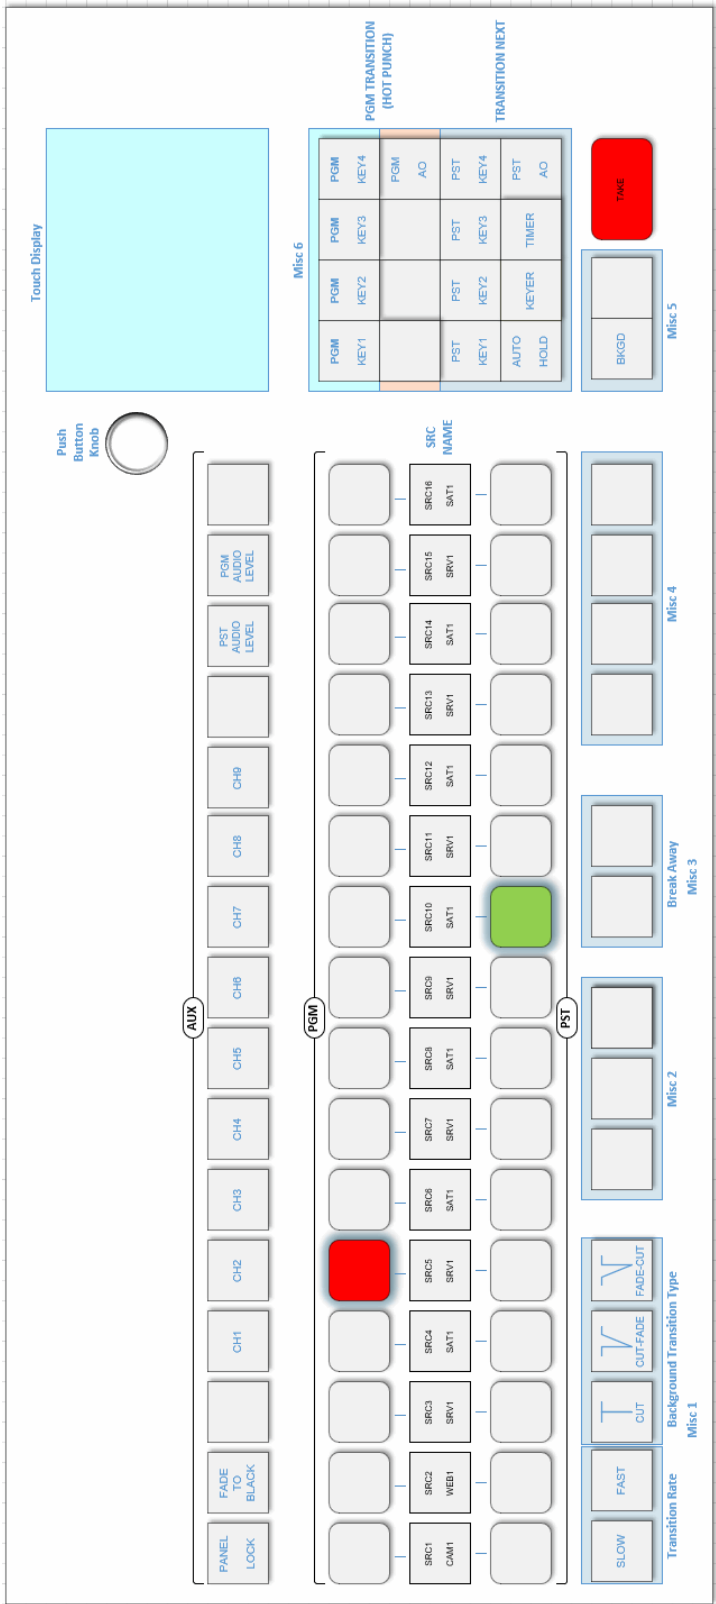 Touch Display
PGM TRANSITION
(HOT PUNCH)
TRANSITION NEXT
Misc 6
PGM
KEY1
PGM
KEY2
PGM
KEY3
PGM
KEY4
PGM
AO
PST
KEY1
PST
KEY2
PST
KEY3
PST
KEY4
AUTO
HOLD
KEYER
TIMER
PST
AO
TAKE
BKGD
Misc 5
Push
Button
Knob
AUX
PANEL
LOCK
FADE
TO
BLACK
CH1
CH2
CH3
CH4
CH5
CH6
CH7
CH8
CH9
PST
AUDIO
LEVEL
PGM
AUDIO
LEVEL
PGM
SRC
NAME
SRC1
CAM1
SRC2
WEB1
SRC3
SRV1
SRC4
SAT1
SRC5
SRV1
SRC6
SAT1
SRC7
SRV1
SRC8
SAT1
SRC9
SRV1
SRC10
SAT1
SRC11
SRV1
SRC12
SAT1
SRC13
SRV1
SRC14
SAT1
SRC15
SRV1
SRC16
SAT1
PST
SLOW
FAST
CUT
CUT-FADE
FADE-CUT
Transition Rate
Background Transition Type
Misc 1
Misc 2
Break Away
Misc 3
Misc 4